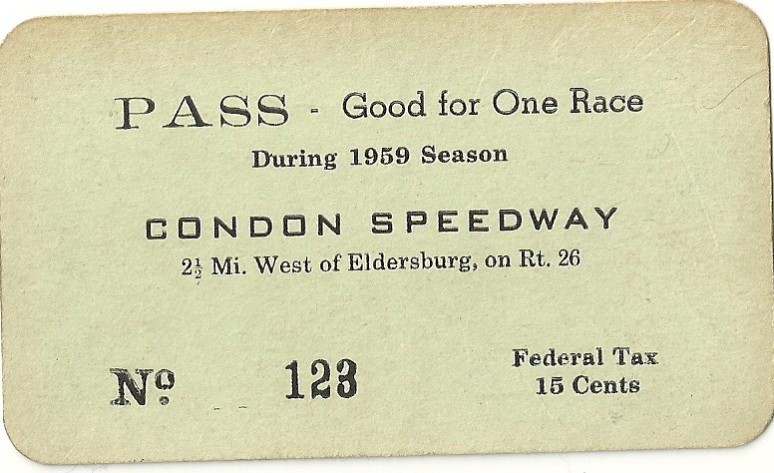 PASS - Good for One Race
During 1959 Season
CONDON SPEEDWAY
2½ Mi. West of Eldersburg, on Rt. 26
Federal Tax
15 Cents
Nº 123